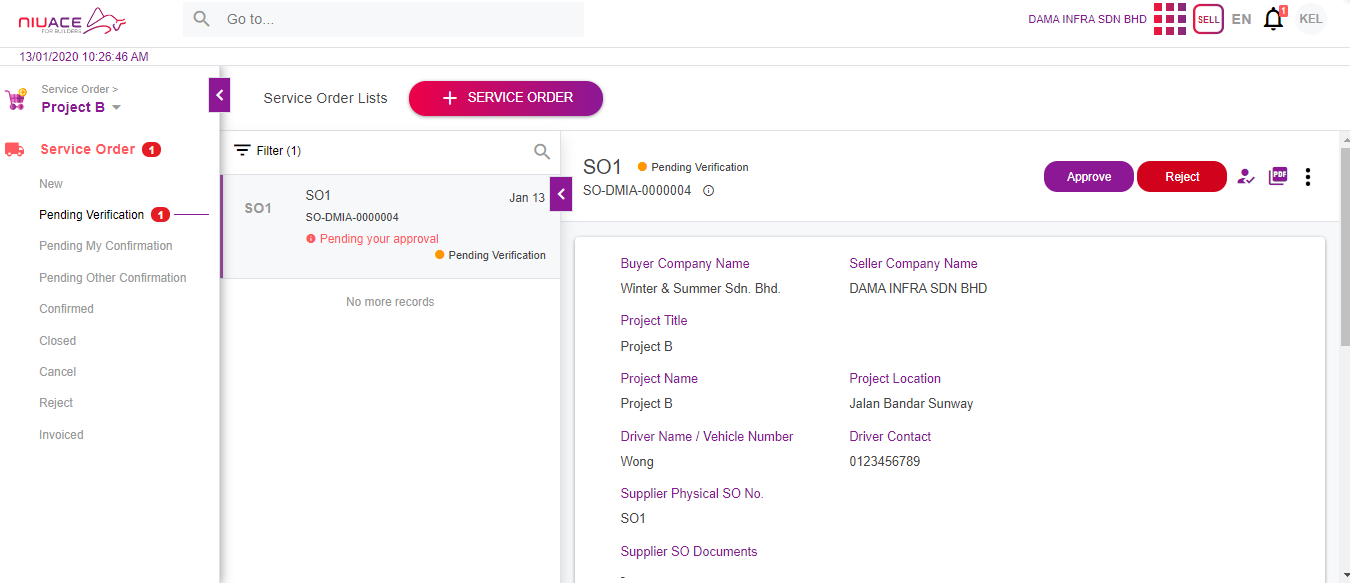 NIUACE
FOR BUILDERS
Go to...
DAMA INFRA SDN BHD
SELL
EN
1
KEL
13/01/2020 10:26:46 AM
Service Order >
Project B
Service Order 1
New
Pending Verification 1
Pending My Confirmation
Pending Other Confirmation
Confirmed
Closed
Cancel
Reject
Invoiced
Service Order Lists
+ SERVICE ORDER
Filter (1)
SO1
SO1
Jan 13
SO-DMIA-0000004
Pending your approval
Pending Verification
No more records
SO1
Pending Verification
SO-DMIA-0000004
Approve
Reject
PDF
Buyer Company Name
Seller Company Name
Winter & Summer Sdn. Bhd.
DAMA INFRA SDN BHD
Project Title
Project B
Project Name
Project Location
Project B
Jalan Bandar Sunway
Driver Name / Vehicle Number
Driver Contact
Wong
0123456789
Supplier Physical SO No.
SO1
Supplier SO Documents
-